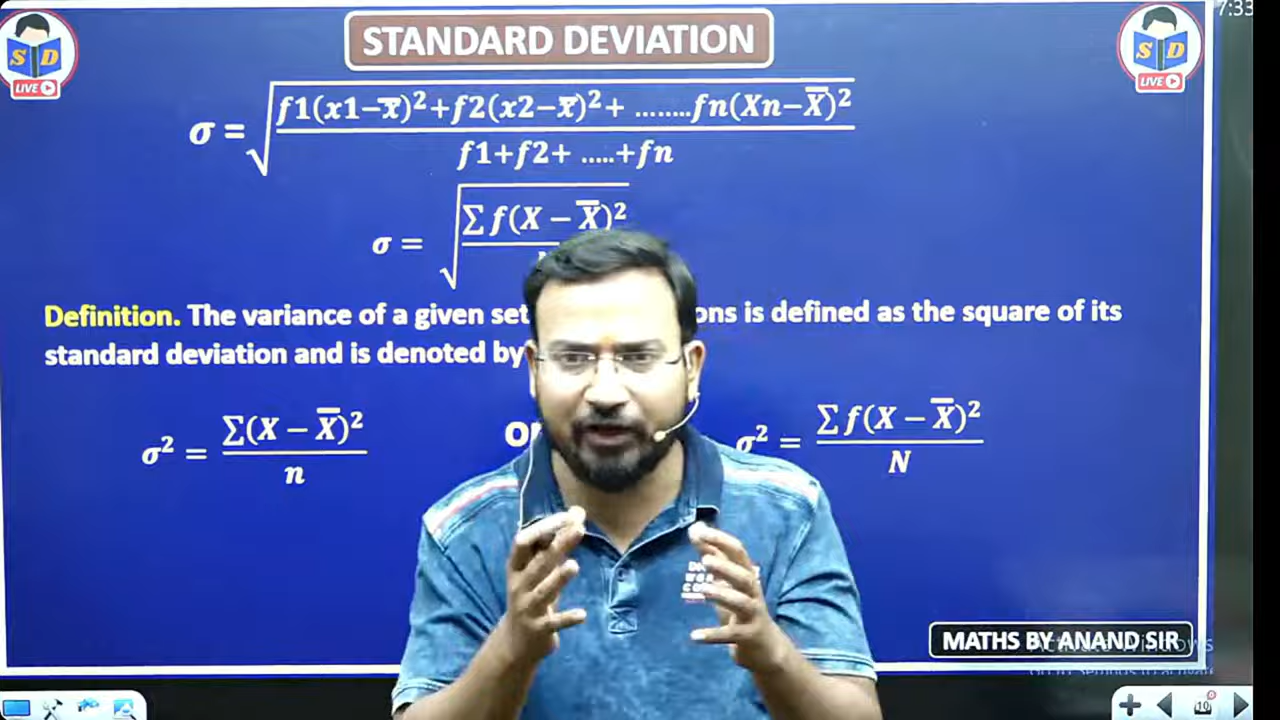 7:33
STANDARD DEVIATION
S D
LIVE
S D
LIVE
σ = √((f1(x1−x̅)²+f2(x2−x̅)²+ ........fn(Xn−X̅)²)/(f1+f2+ .....+fn))
σ = √(∑f(X − X̅)²
Definition. The variance of a given set ons is defined as the square of its
standard deviation and is denoted by
σ² = ∑(X − X̅)²/n
σ² = ∑f(X − X̅)²/N
MATHS BY ANAND SIR
10